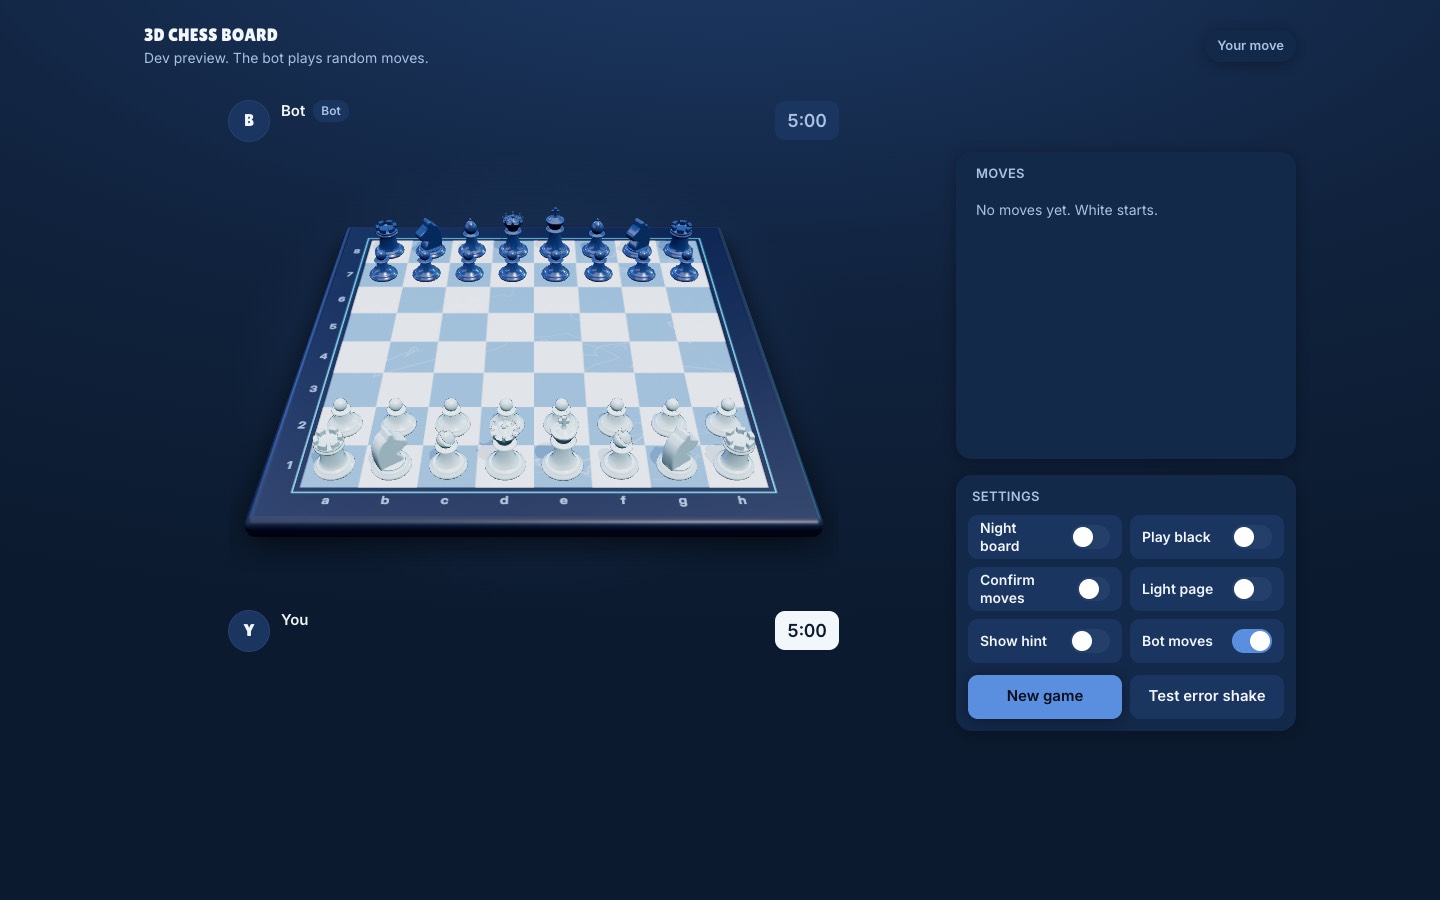 3D CHESS BOARD
Dev preview. The bot plays random moves.
Your move
B
Bot Bot
5:00
MOVES
No moves yet. White starts.
8
7
6
5
4
3
2
1
a b c d e f g h
SETTINGS
Night board
Play black
Confirm moves
Light page
Show hint
Bot moves
New game
Test error shake
Y
You
5:00